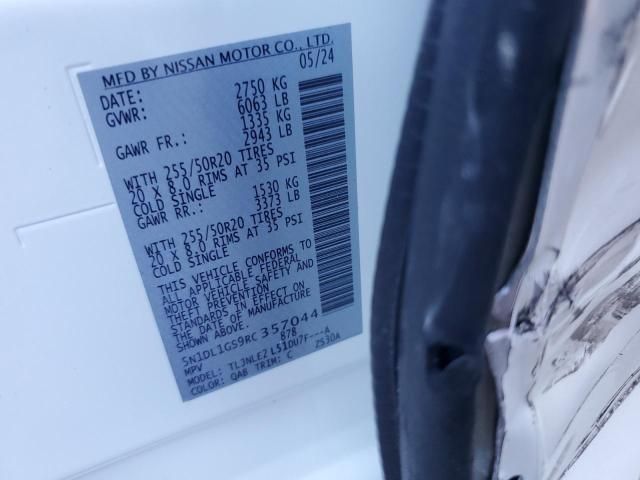 MFD BY NISSAN MOTOR CO., LTD.
DATE: 05/24
GVWR: 2750 KG
6063 LB
GAWR FR.: 1335 KG
2943 LB
WITH 255/50R20 TIRES
20 X 8.0 RIMS AT 35 PSI
COLD SINGLE
GAWR RR.: 1530 KG
3373 LB
WITH 255/50R20 TIRES
20 X 8.0 RIMS AT 35 PSI
COLD SINGLE
THIS VEHICLE CONFORMS TO
ALL APPLICABLE FEDERAL
MOTOR VEHICLE SAFETY AND
THEFT PREVENTION
STANDARDS IN EFFECT ON
THE DATE OF MANUFACTURE
SHOWN ABOVE.
5N1DL1GS9RC357044
MPV 878
MODEL: TL3NLEZ L51DU7F---A
COLOR: QAB TRIM: C ZS30A